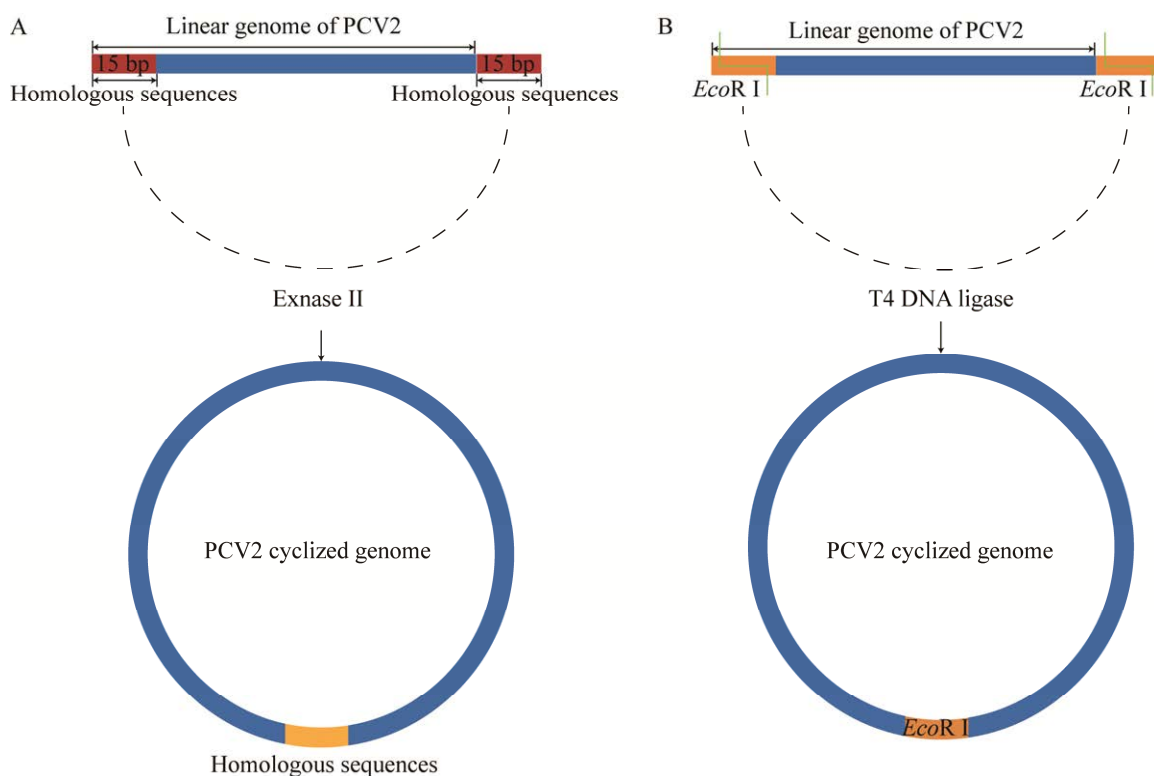 A
Linear genome of PCV2
15 bp
15 bp
Homologous sequences
Homologous sequences
Exnase II
PCV2 cyclized genome
Homologous sequences
B
Linear genome of PCV2
EcoR I
EcoR I
T4 DNA ligase
PCV2 cyclized genome
EcoR I